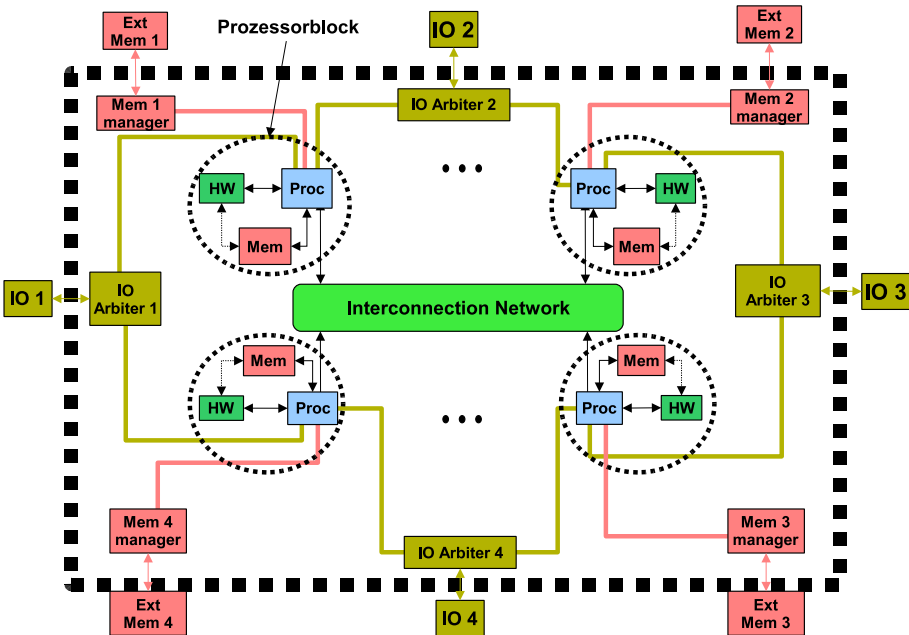 Ext
Mem 1
Prozessorblock
IO 2
Ext
Mem 2
Mem 1
manager
IO Arbiter 2
Mem 2
manager
HW
Proc
Mem
Proc
HW
Mem
IO 1
IO
Arbiter 1
Interconnection Network
IO
Arbiter 3
IO 3
Mem
HW
Proc
Mem
Proc
HW
Mem 4
manager
IO Arbiter 4
Mem 3
manager
Ext
Mem 4
IO 4
Ext
Mem 3